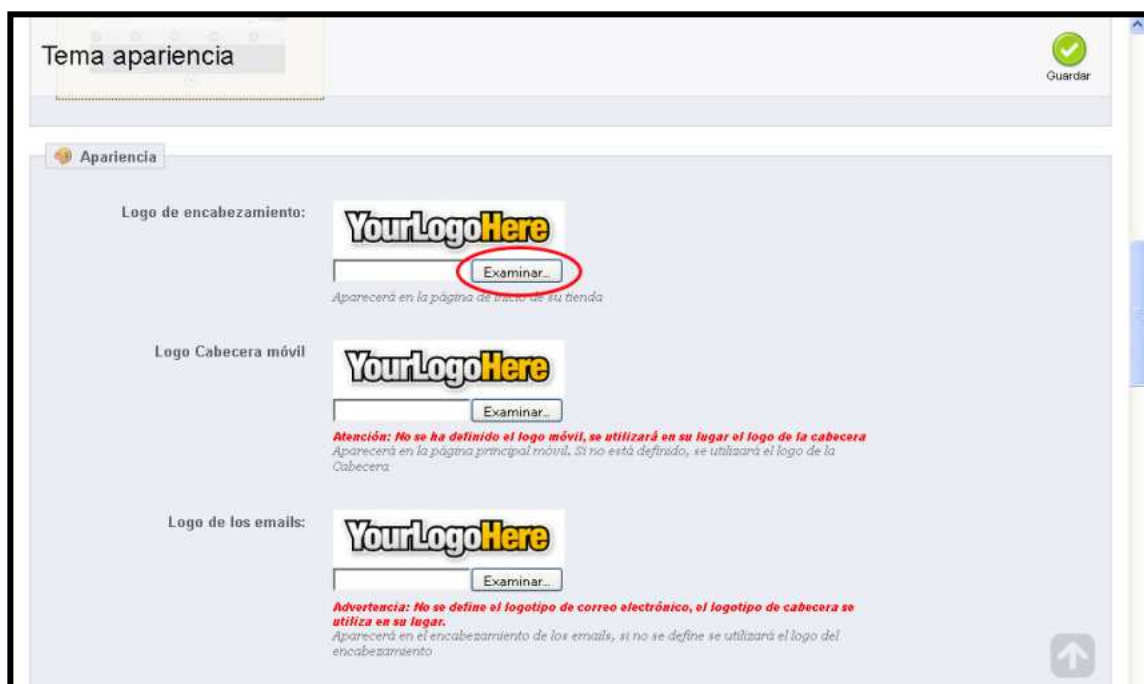 Tema apariencia
Guardar
Apariencia
Logo de encabezamiento:
YourLogoHere
Examinar...
Aparecerá en la página de inicio de su tienda
Logo Cabecera móvil
YourLogoHere
Examinar...
Atención: No se ha definido el logo móvil, se utilizará en su lugar el logo de la cabecera
Aparecerá en la página principal móvil. Si no está definido, se utilizará el logo de la
Cabecera
Logo de los emails:
YourLogoHere
Examinar...
Advertencia: No se define el logotipo de correo electrónico, el logotipo de cabecera se
utiliza en su lugar.
Aparecerá en el encabezamiento de los emails, si no se define se utilizará el logo del
encabezamiento